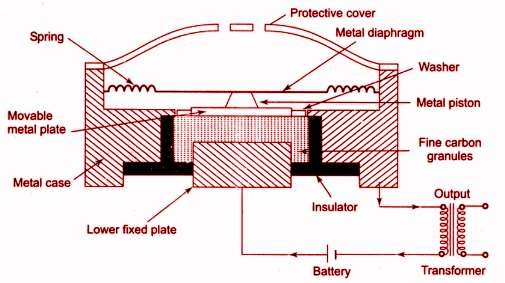 Protective cover
Spring
Metal diaphragm
Washer
Movable
metal plate
Metal piston
Fine carbon
granules
Metal case
Insulator
Output
Lower fixed plate
Battery
Transformer